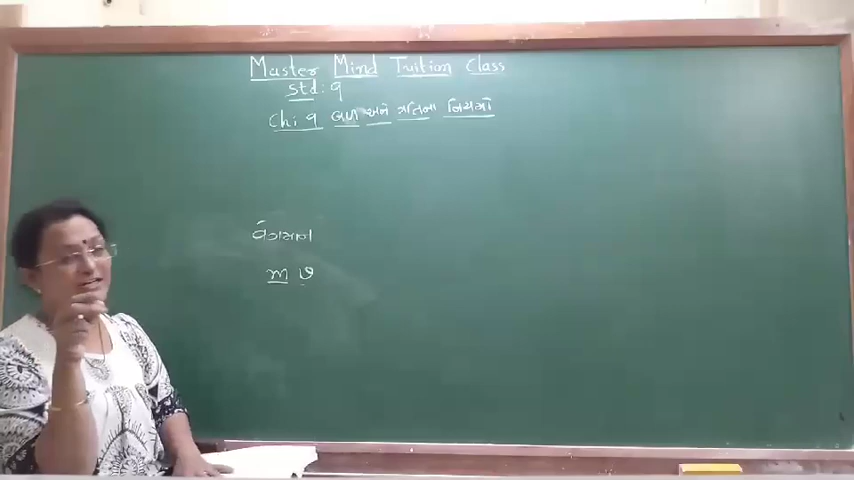 Master Mind Tuition Class
std : 9
Ch : 9 બળ અને ગતિના નિયમો
વેગમાન
m v